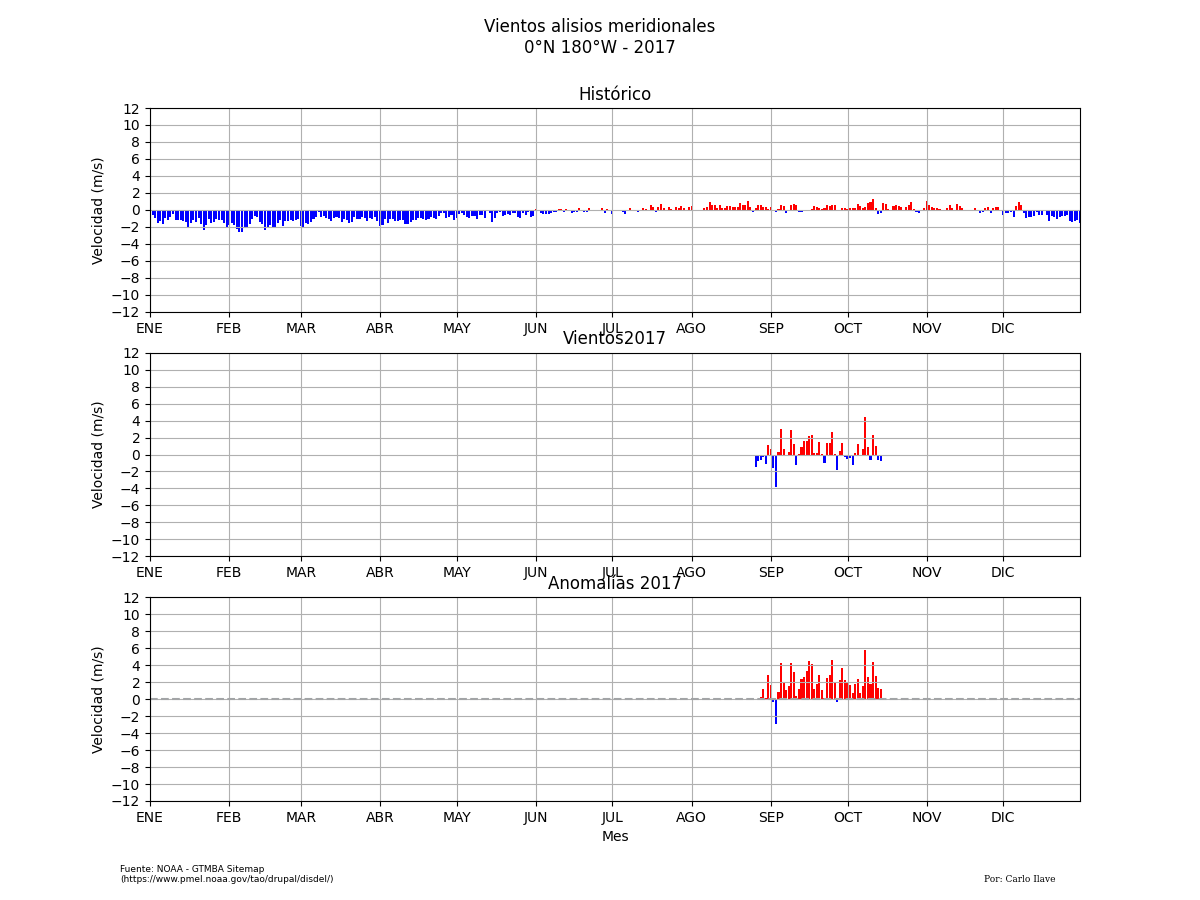 Vientos alisios meridionales
0°N 180°W - 2017
Histórico
12
10
8
6
4
2
0
−2
−4
−6
−8
−10
−12
Velocidad (m/s)
ENE FEB MAR ABR MAY JUN JUL AGO SEP OCT NOV DIC
Vientos2017
12
10
8
6
4
2
0
−2
−4
−6
−8
−10
−12
Velocidad (m/s)
ENE FEB MAR ABR MAY JUN JUL AGO SEP OCT NOV DIC
Anomalías 2017
12
10
8
6
4
2
0
−2
−4
−6
−8
−10
−12
Velocidad (m/s)
ENE FEB MAR ABR MAY JUN JUL AGO SEP OCT NOV DIC
Mes
Fuente: NOAA - GTMBA Sitemap
(https://www.pmel.noaa.gov/tao/drupal/disdel/)
Por: Carlo Ilave